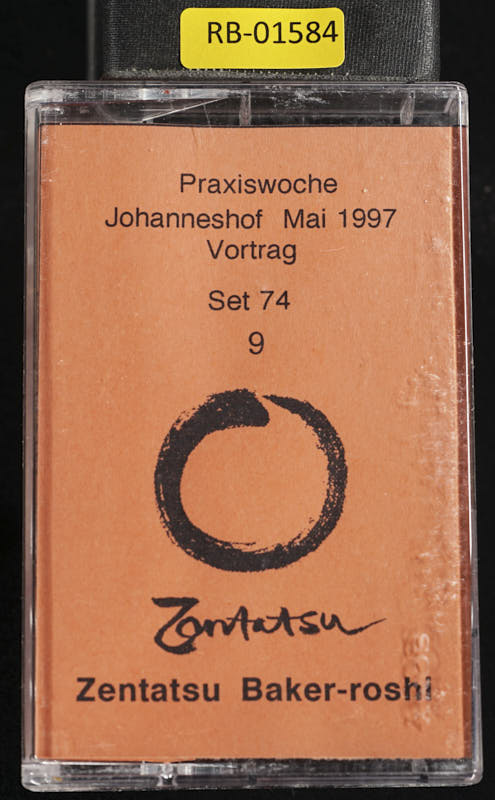 RB-01584
Praxiswoche
Johanneshof Mai 1997
Vortrag
Set 74
9
Zentatsu
Zentatsu Baker-roshi